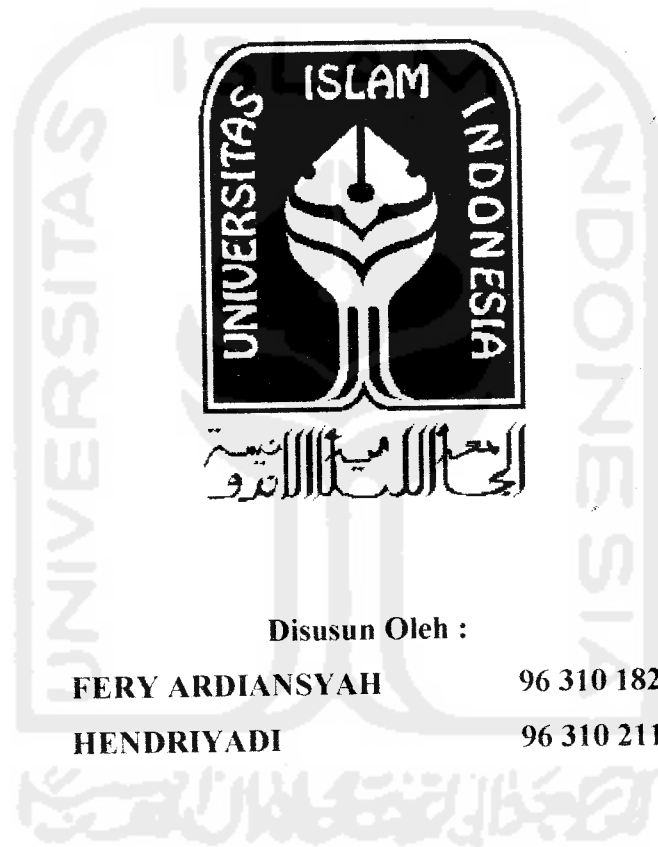 UNIVERSITAS ISLAM INDONESIA
Disusun Oleh :
FERY ARDIANSYAH 96 310 182
HENDRIYADI 96 310 211